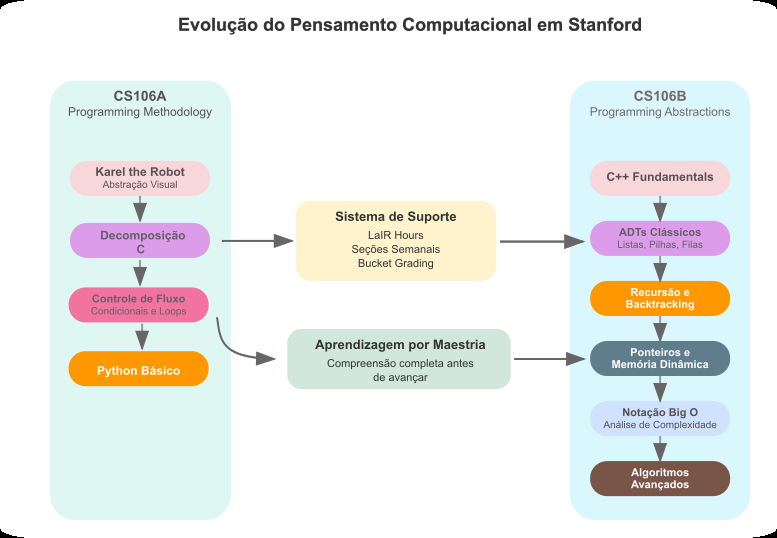 Evolução do Pensamento Computacional em Stanford
CS106A
Programming Methodology
Karel the Robot
Abstração Visual
Decomposição
C
Controle de Fluxo
Condicionais e Loops
Python Básico
Sistema de Suporte
LaIR Hours
Seções Semanais
Bucket Grading
Aprendizagem por Maestria
Compreensão completa antes
de avançar
CS106B
Programming Abstractions
C++ Fundamentals
ADTs Clássicos
Listas, Pilhas, Filas
Recursão e
Backtracking
Ponteiros e
Memória Dinâmica
Notação Big O
Análise de Complexidade
Algoritmos
Avançados